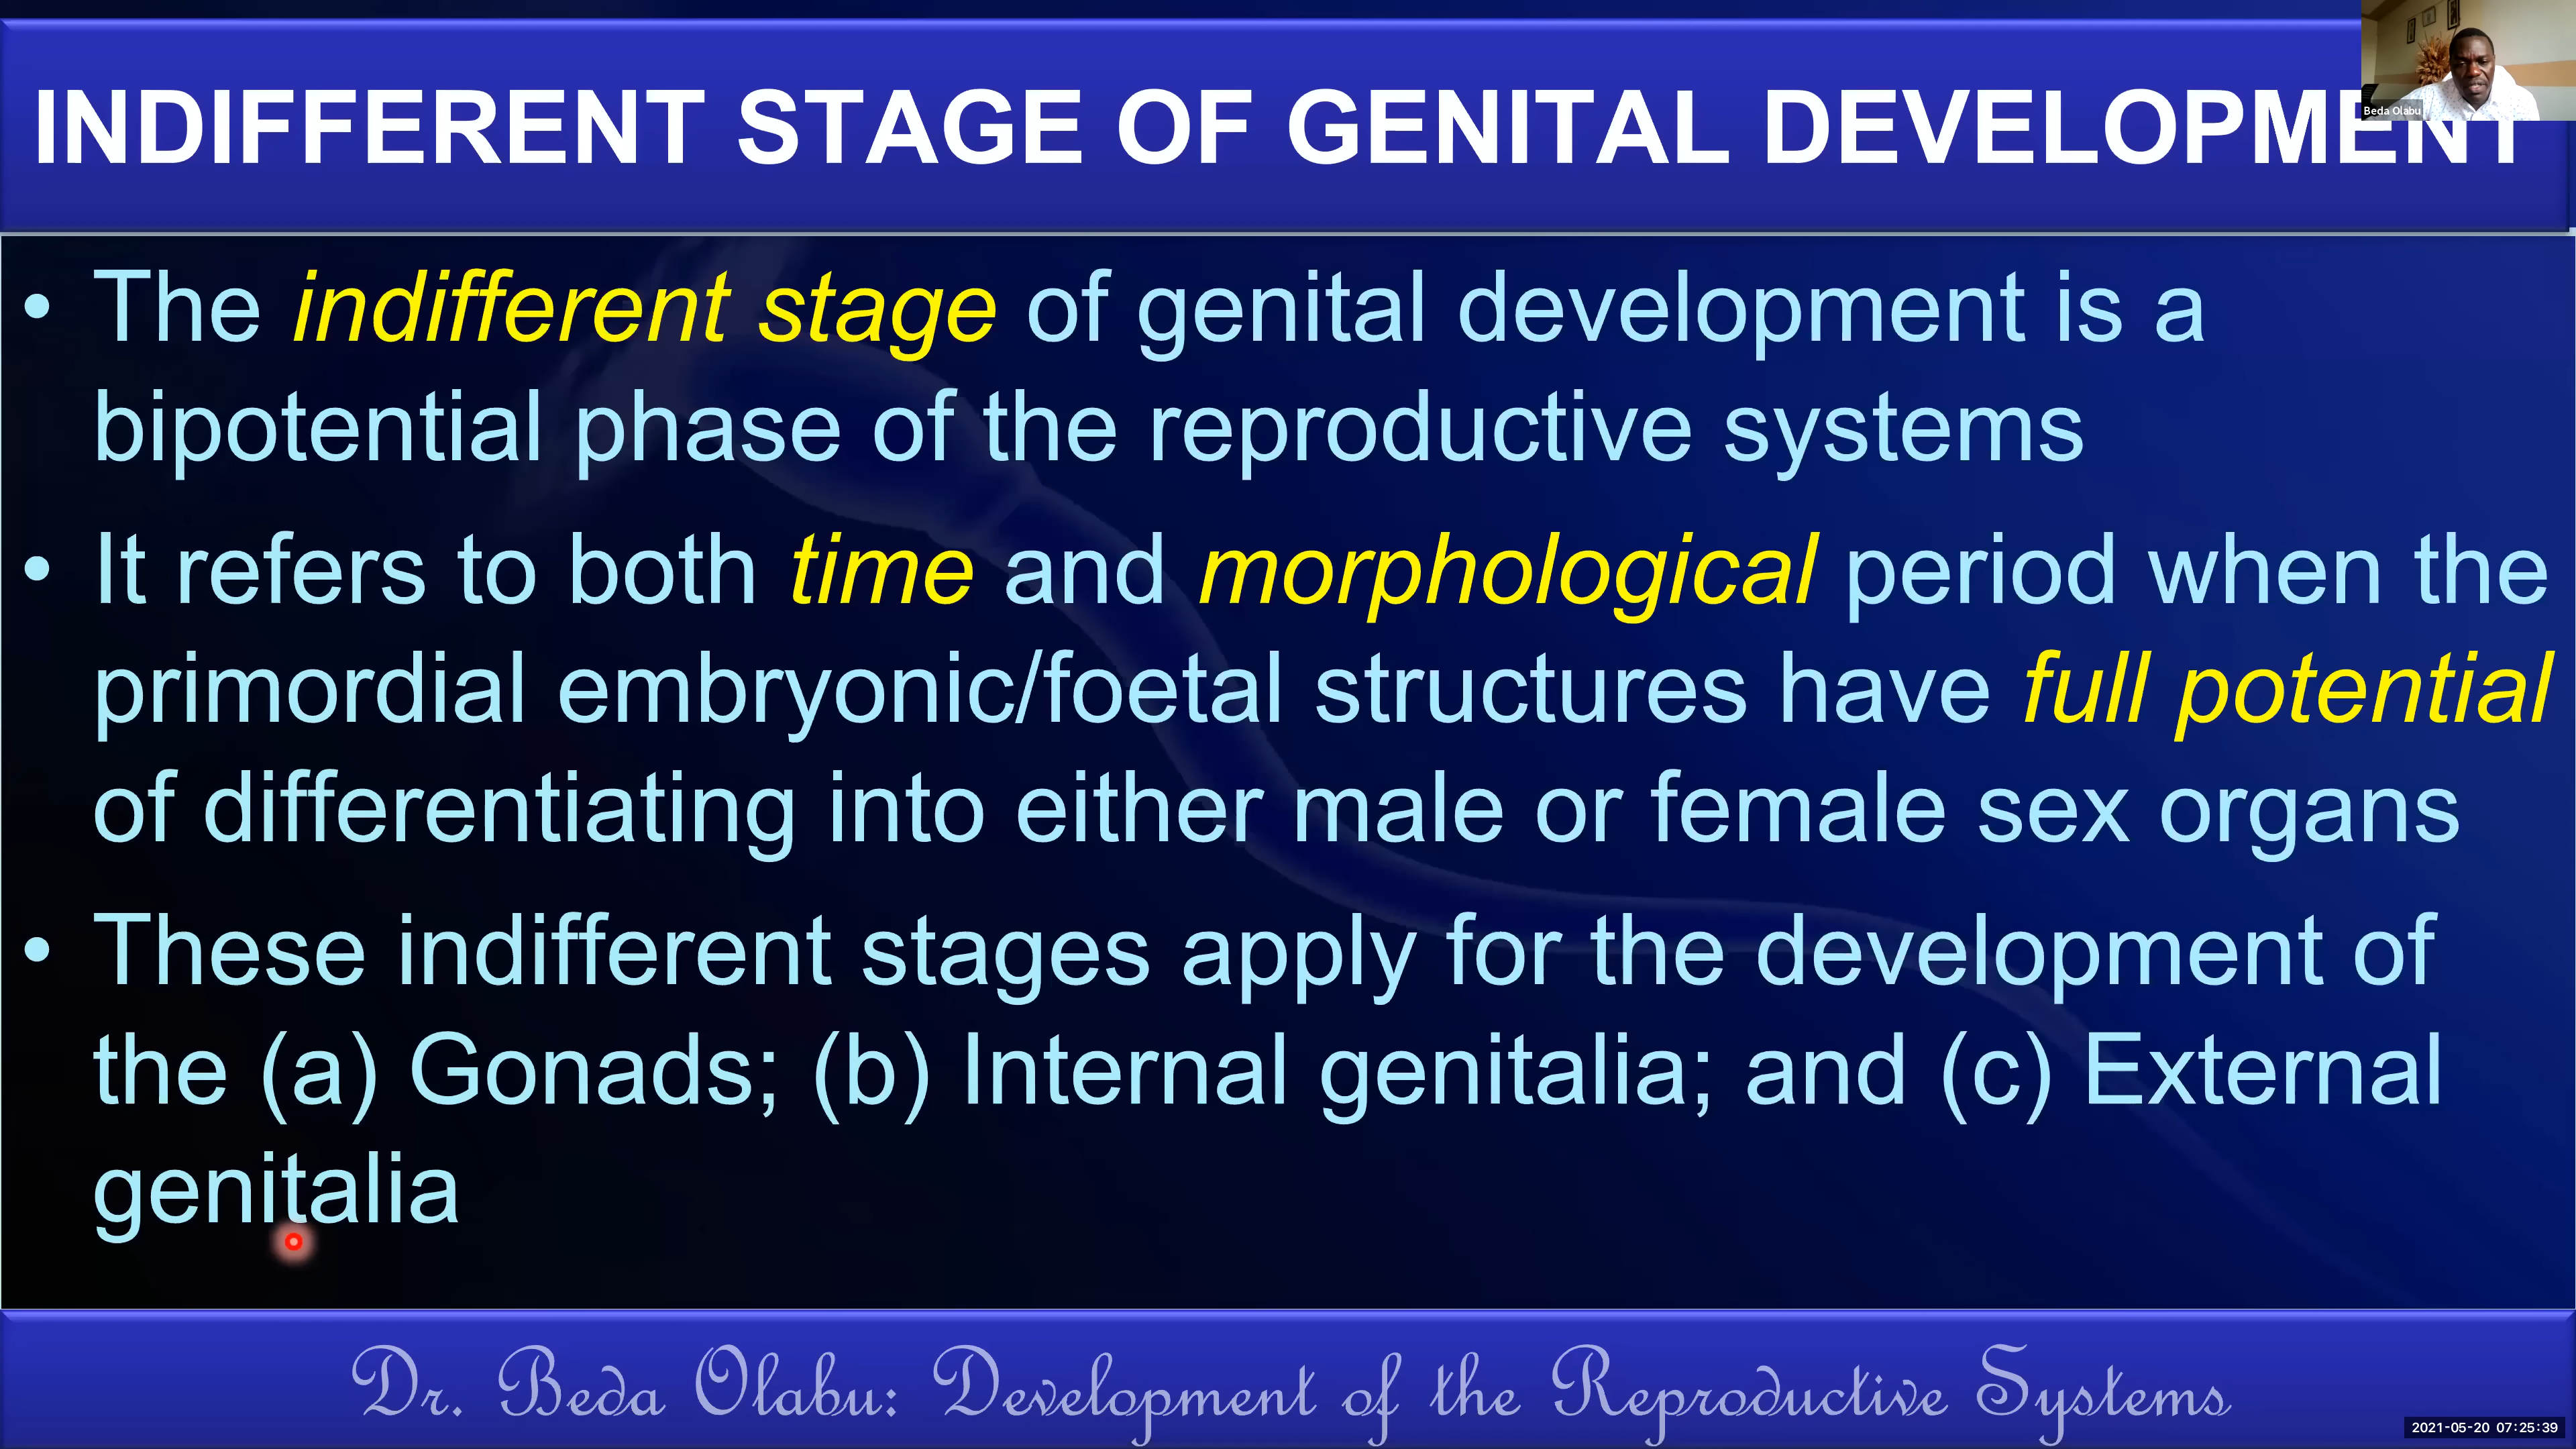 INDIFFERENT STAGE OF GENITAL DEVELOPMENT
Beda Olabu
• The indifferent stage of genital development is a
bipotential phase of the reproductive systems
• It refers to both time and morphological period when the
primordial embryonic/foetal structures have full potential
of differentiating into either male or female sex organs
• These indifferent stages apply for the development of
the (a) Gonads; (b) Internal genitalia; and (c) External
genitalia
Dr. Beda Olabu: Development of the Reproductive Systems
2021-05-20 07:25:39